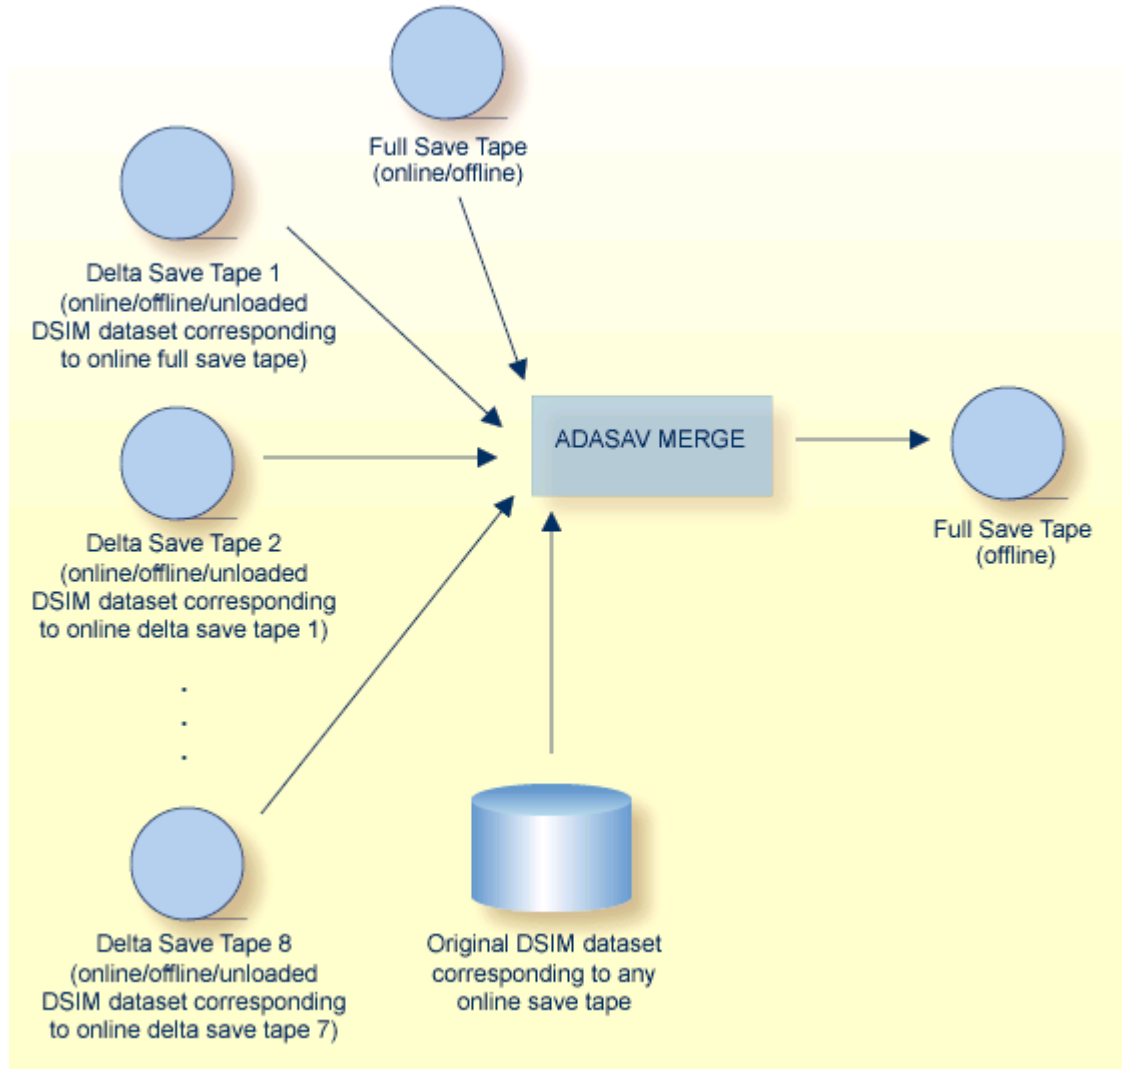 Full Save Tape
(online/offline)
Delta Save Tape 1
(online/offline/unloaded
DSIM dataset corresponding
to online full save tape)
ADASAV MERGE
Full Save Tape
(offline)
Delta Save Tape 2
(online/offline/unloaded
DSIM dataset corresponding
to online delta save tape 1)
.
.
.
Delta Save Tape 8
(online/offline/unloaded
DSIM dataset corresponding
to online delta save tape 7)
Original DSIM dataset
corresponding to any
online save tape